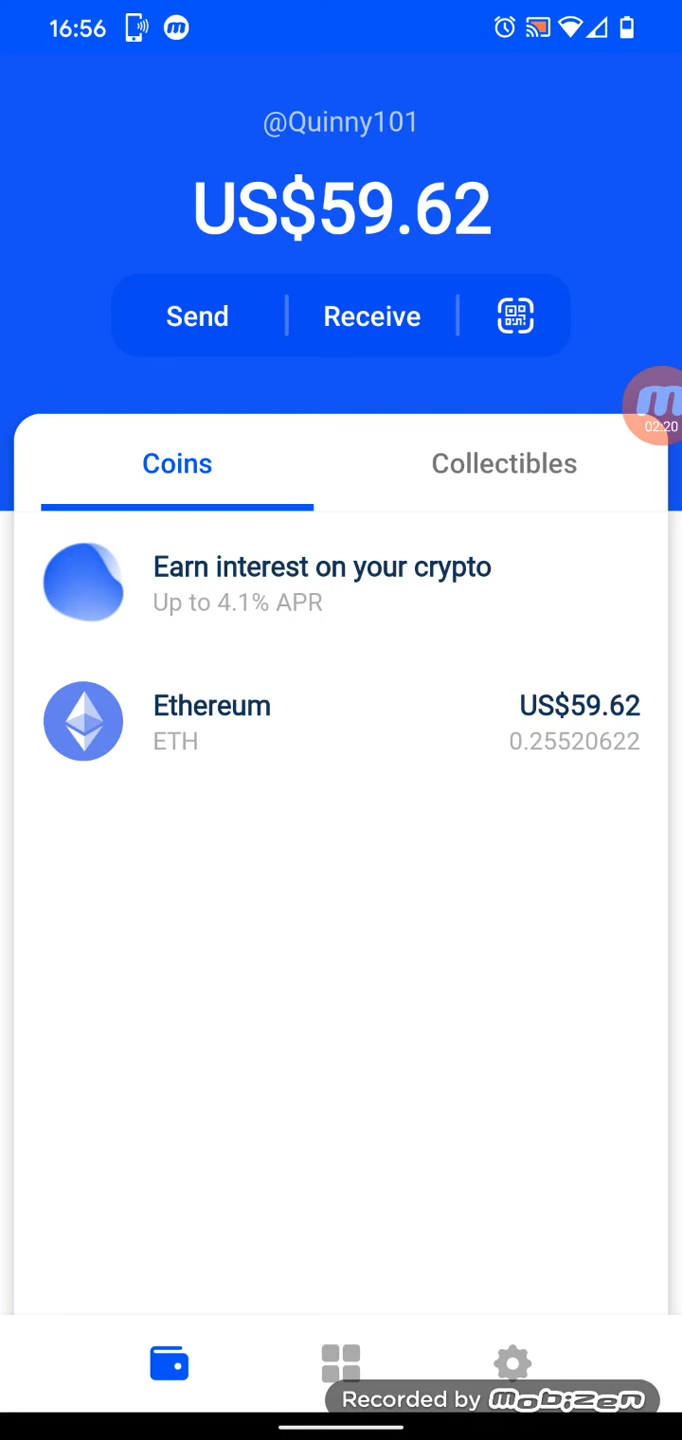 16:56
@Quinny101
US$59.62
Send
Receive
02:20
Coins
Collectibles
Earn interest on your crypto
Up to 4.1% APR
Ethereum
US$59.62
ETH
0.25520622
Recorded by mobizen